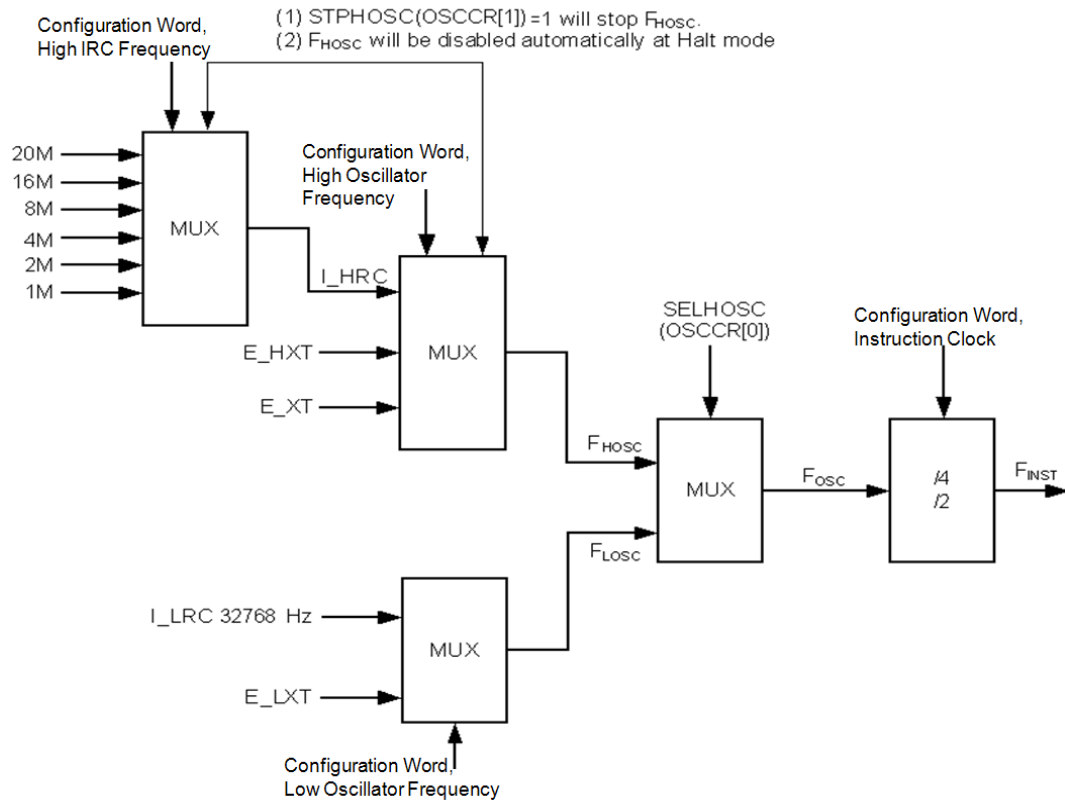 (1) STPHOSC(OSCCR[1])=1 will stop FHOSC.
(2) FHOSC will be disabled automatically at Halt mode
Configuration Word,
High IRC Frequency
20M
16M
8M
4M
2M
1M
MUX
Configuration Word,
High Oscillator
Frequency
I_HRC
E_HXT
E_XT
MUX
FHOSC
SELHOSC
(OSCCR[0])
MUX
FOSC
Configuration Word,
Instruction Clock
/4
/2
FINST
FLOSC
I_LRC 32768 Hz
E_LXT
MUX
Configuration Word,
Low Oscillator Frequency